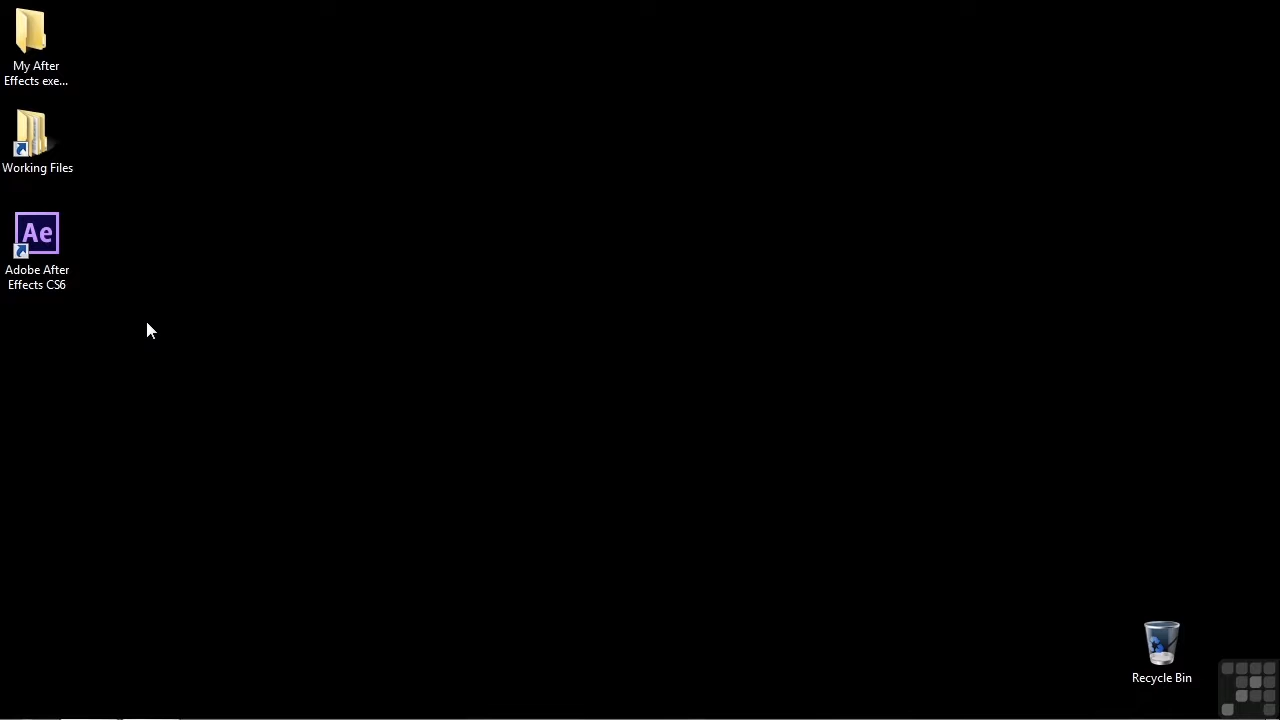 My After
Effects exe...
Working Files
Ae
Adobe After
Effects CS6
Recycle Bin